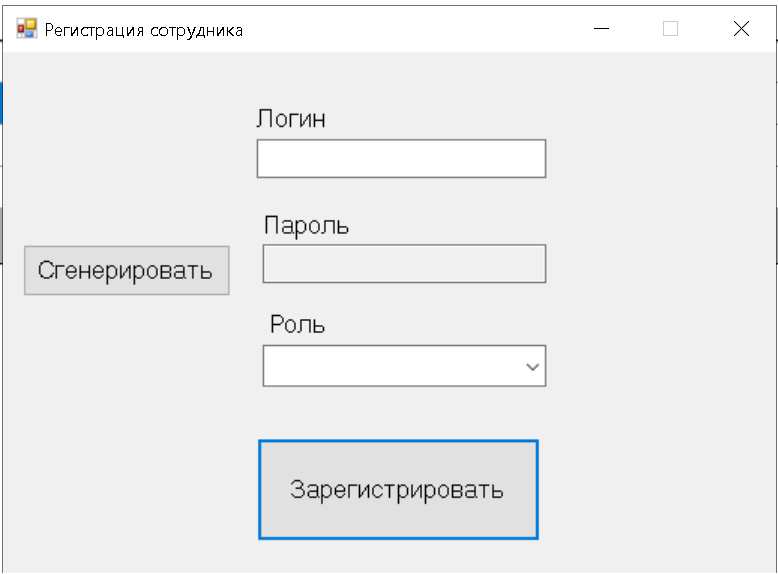 Регистрация сотрудника
Логин
Пароль
Сгенерировать
Роль
Зарегистрировать